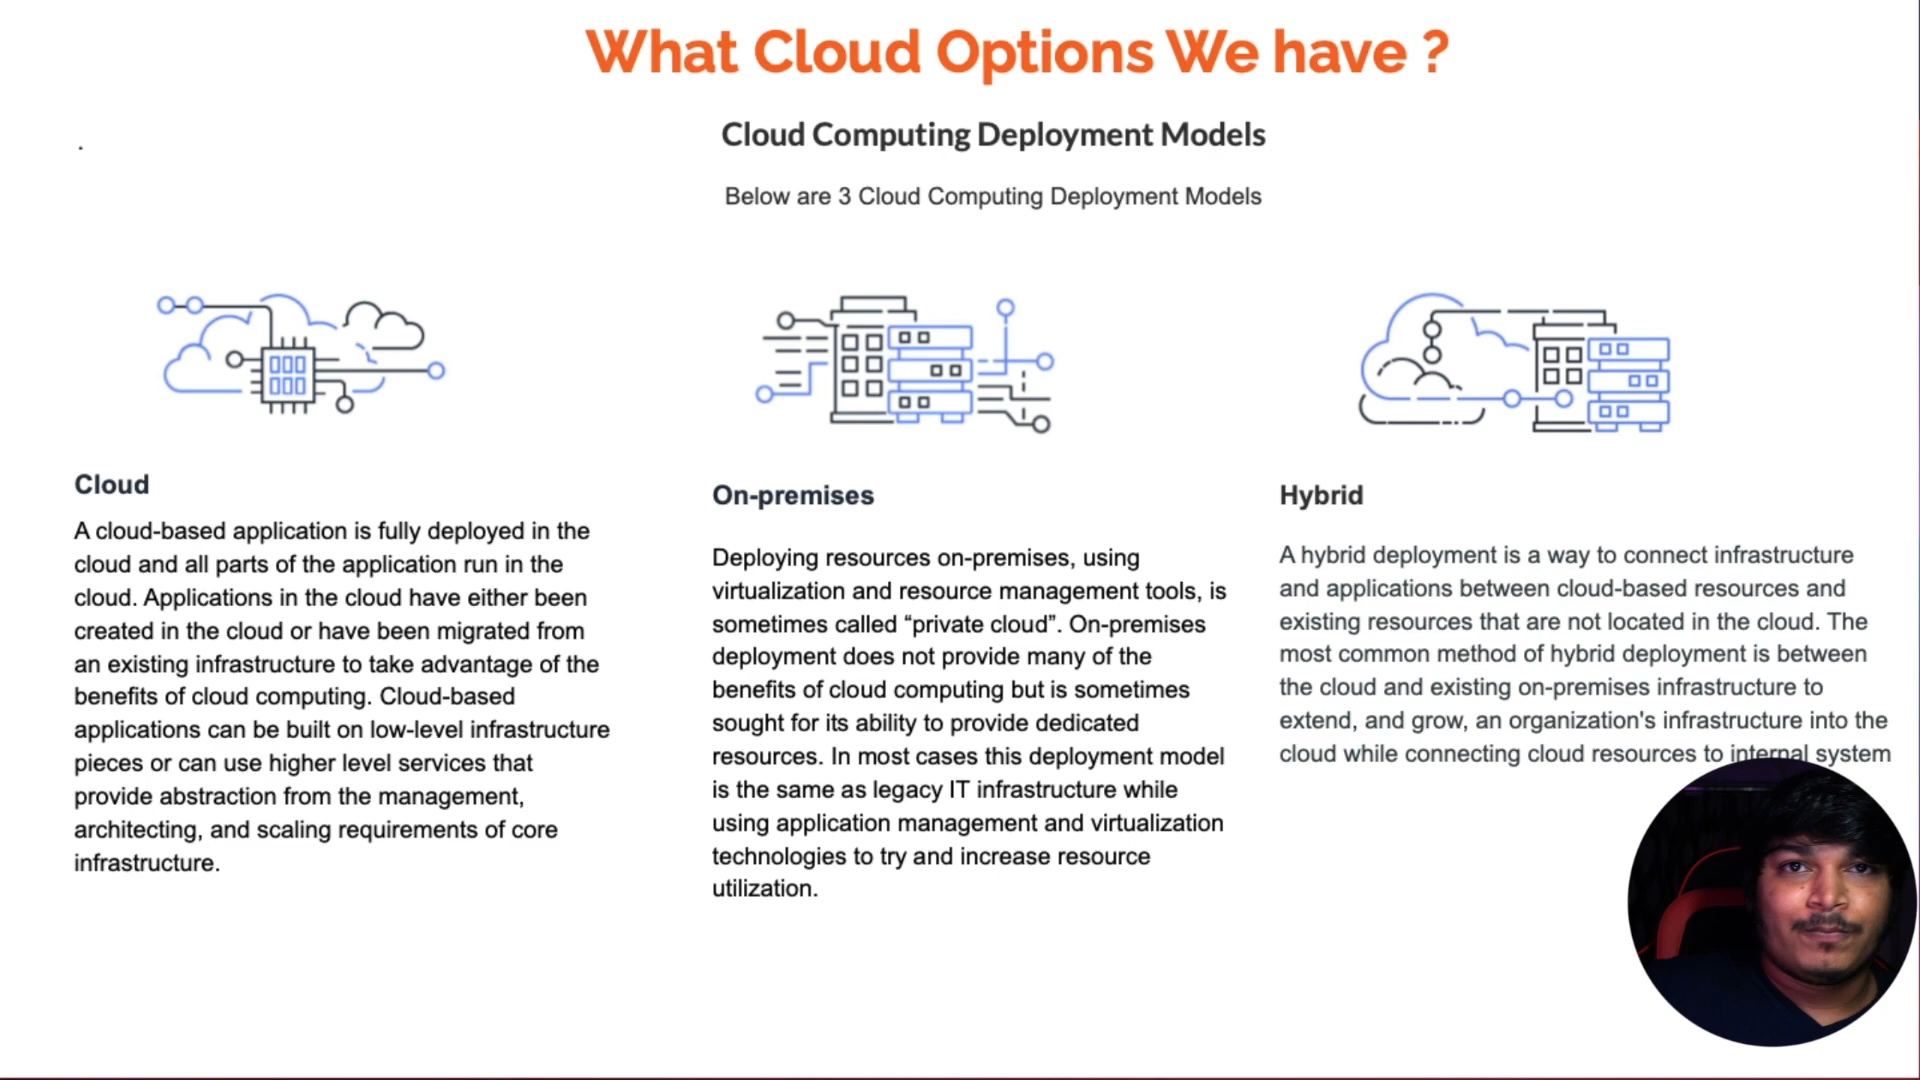 What Cloud Options We have ?
Cloud Computing Deployment Models
.
Below are 3 Cloud Computing Deployment Models
Cloud
A cloud-based application is fully deployed in the
cloud and all parts of the application run in the
cloud. Applications in the cloud have either been
created in the cloud or have been migrated from
an existing infrastructure to take advantage of the
benefits of cloud computing. Cloud-based
applications can be built on low-level infrastructure
pieces or can use higher level services that
provide abstraction from the management,
architecting, and scaling requirements of core
infrastructure.
On-premises
Deploying resources on-premises, using
virtualization and resource management tools, is
sometimes called “private cloud”. On-premises
deployment does not provide many of the
benefits of cloud computing but is sometimes
sought for its ability to provide dedicated
resources. In most cases this deployment model
is the same as legacy IT infrastructure while
using application management and virtualization
technologies to try and increase resource
utilization.
Hybrid
A hybrid deployment is a way to connect infrastructure
and applications between cloud-based resources and
existing resources that are not located in the cloud. The
most common method of hybrid deployment is between
the cloud and existing on-premises infrastructure to
extend, and grow, an organization's infrastructure into the
cloud while connecting cloud resources to internal system